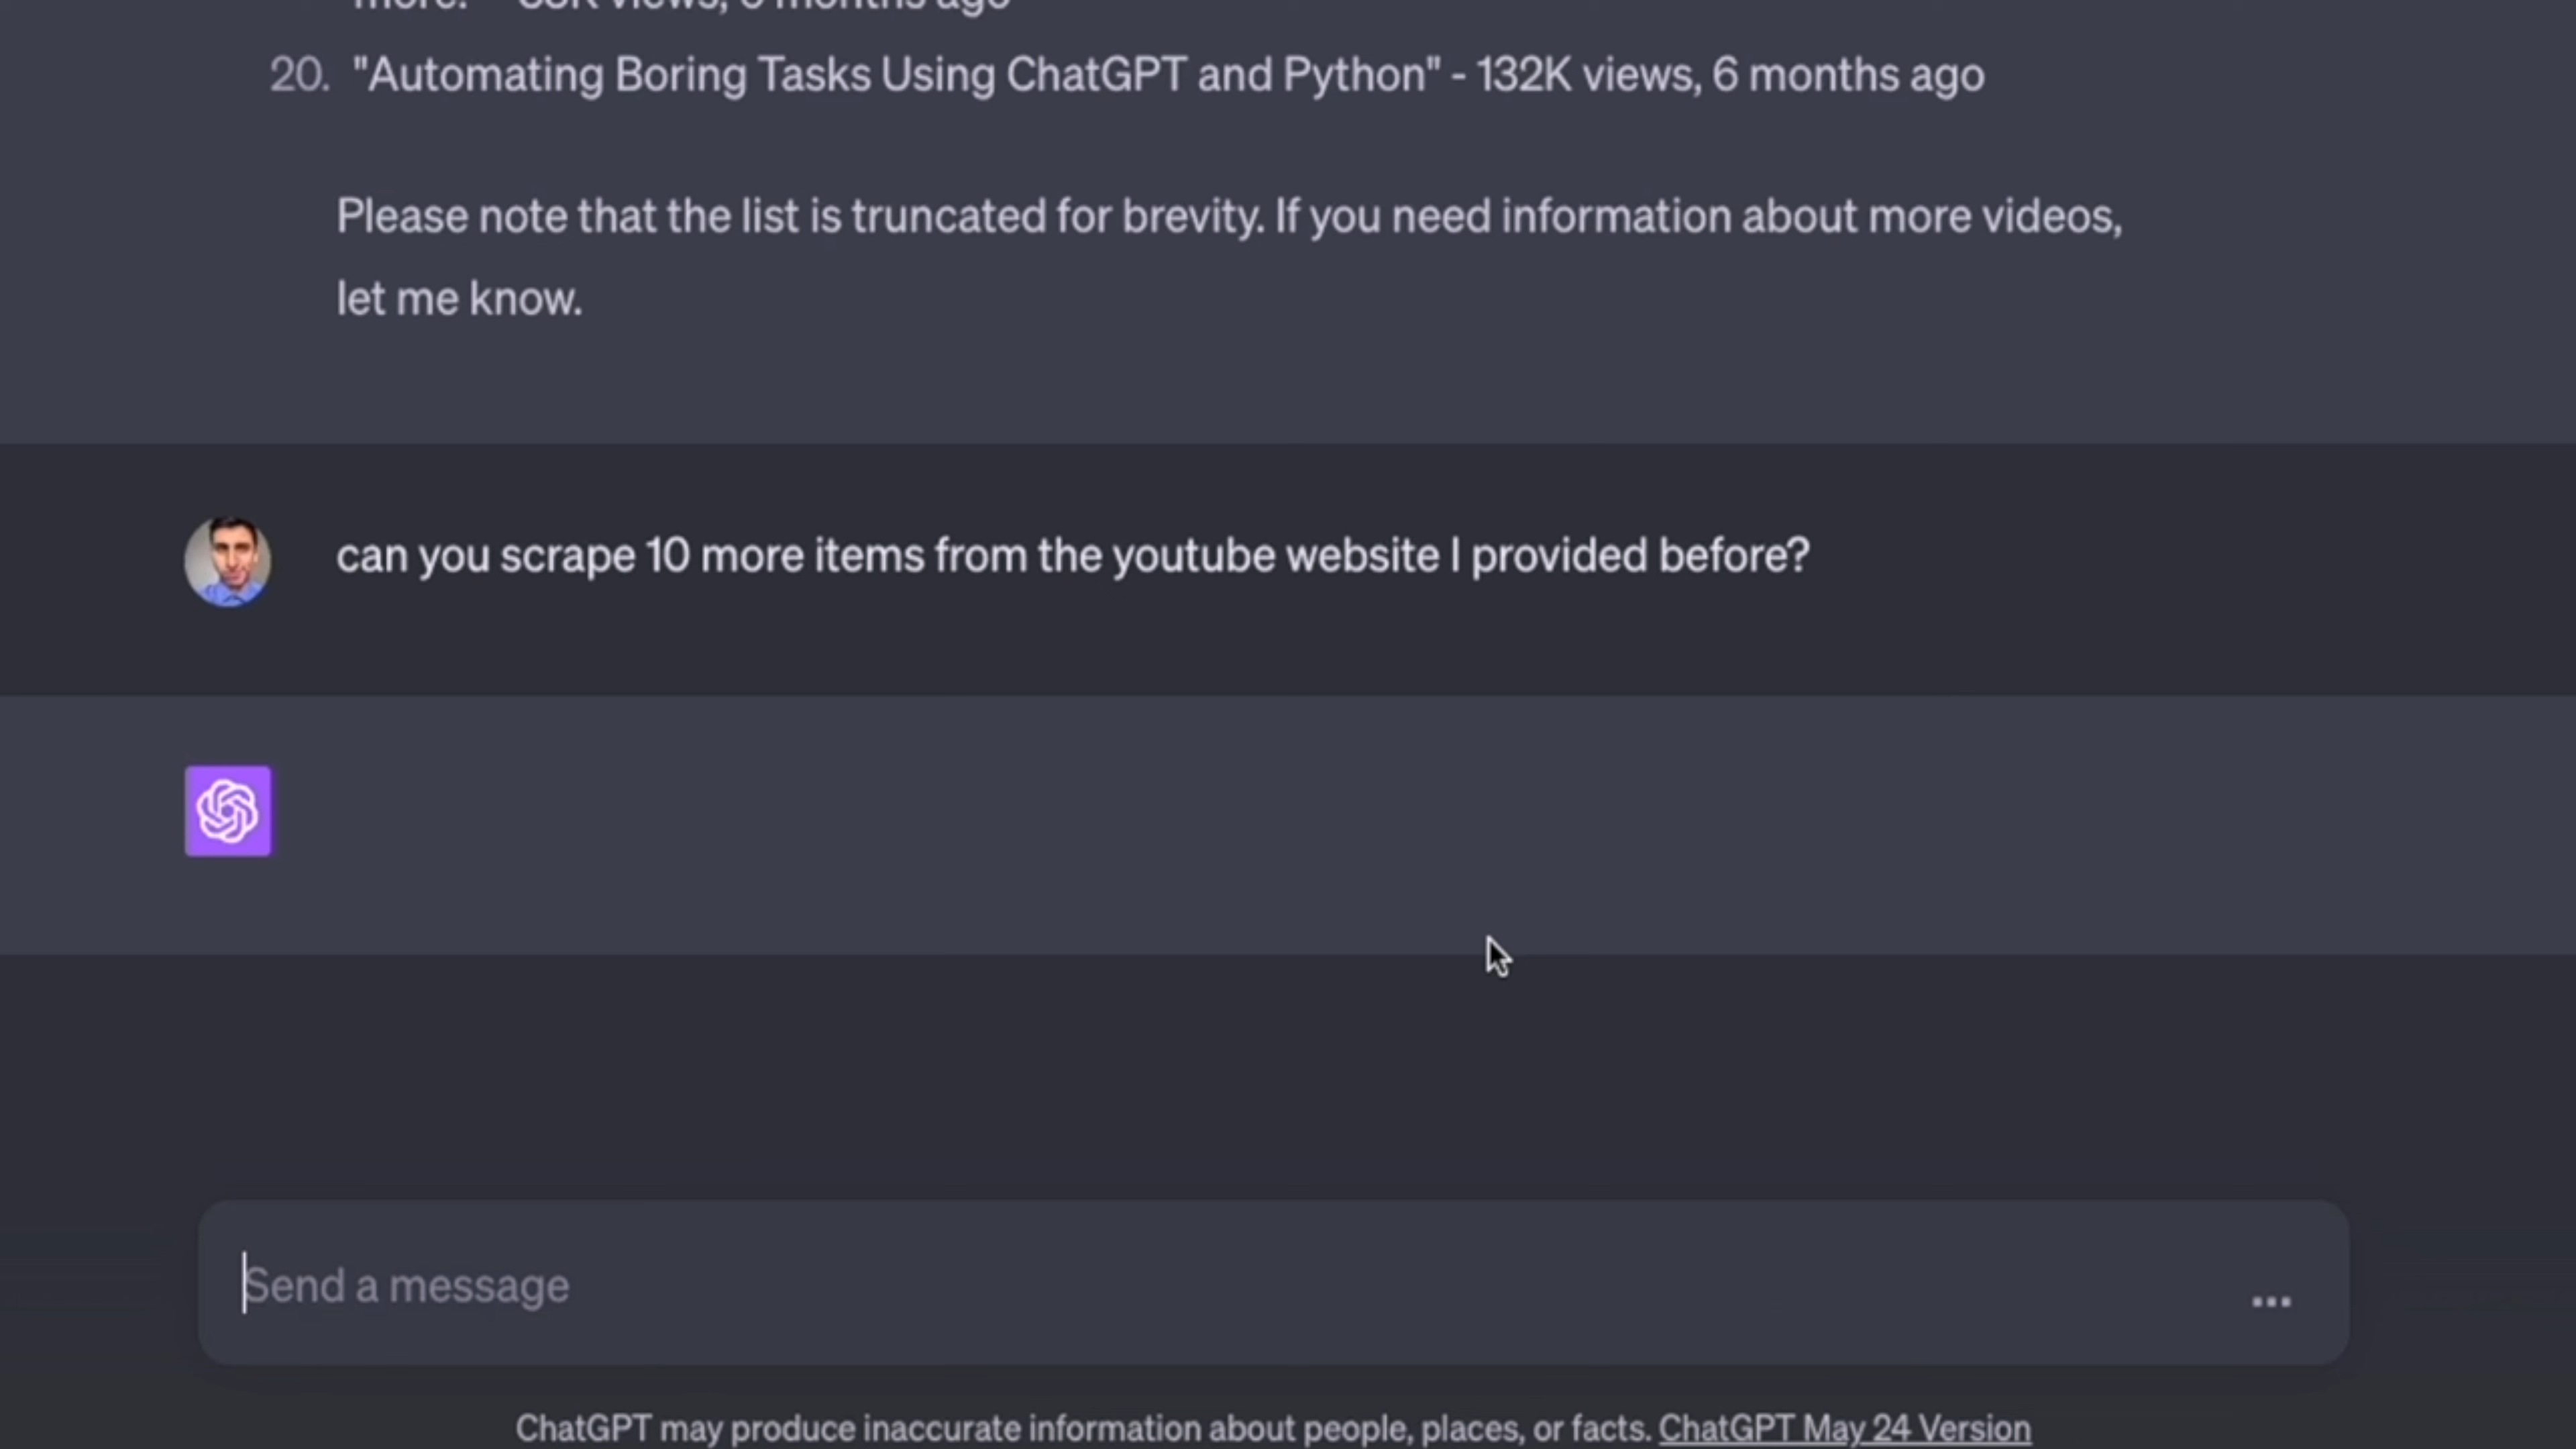 20. "Automating Boring Tasks Using ChatGPT and Python" - 132K views, 6 months ago
Please note that the list is truncated for brevity. If you need information about more videos,
let me know.
can you scrape 10 more items from the youtube website I provided before?
Send a message
ChatGPT may produce inaccurate information about people, places, or facts. ChatGPT May 24 Version